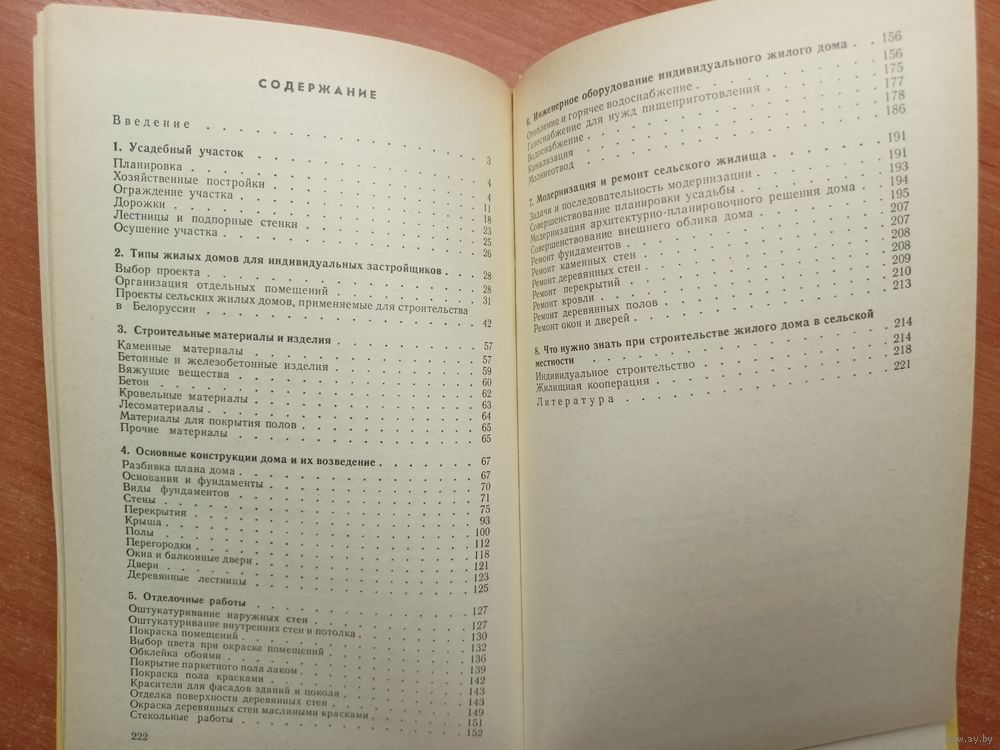 СОДЕРЖАНИЕ
Введение . . . 3
1. Усадебный участок . . . 4
Планировка . . . 4
Хозяйственные постройки . . . 11
Ограждение участка . . . 18
Дорожки . . . 23
Лестницы и подпорные стенки . . . 25
Осушение участка . . . 26
2. Типы жилых домов для индивидуальных застройщиков . . . 28
Выбор проекта . . . 28
Организация отдельных помещений . . . 31
Проекты сельских жилых домов, применяемые для строительства
в Белоруссии . . . 42
3. Строительные материалы и изделия . . . 57
Каменные материалы . . . 57
Бетонные и железобетонные изделия . . . 59
Вяжущие вещества . . . 60
Бетон . . . 62
Кровельные материалы . . . 63
Лесоматериалы . . . 64
Материалы для покрытия полов . . . 65
Прочие материалы . . . 65
4. Основные конструкции дома и их возведение . . . 67
Разбивка плана дома . . . 67
Основания и фундаменты . . . 70
Виды фундаментов . . . 71
Стены . . . 75
Перекрытия . . . 93
Крыша . . . 100
Полы . . . 112
Перегородки . . . 118
Окна и балконные двери . . . 121
Двери . . . 123
Деревянные лестницы . . . 125
5. Отделочные работы . . . 127
Оштукатуривание наружных стен . . . 127
Оштукатуривание внутренних стен и потолка . . . 130
Покраска помещений . . . 132
Выбор цвета при окраске помещений . . . 136
Обклейка обоями . . . 139
Покрытие паркетного пола лаком . . . 142
Покраска пола красками . . . 143
Красители для фасадов зданий и цоколи . . . 143
Отделка поверхности деревянных стен . . . 149
Окраска деревянных стен масляными красками . . . 151
Стекольные работы . . . 152
222
6. Инженерное оборудование индивидуального жилого дома . . . 156
Отопление и горячее водоснабжение . . . 156
Газоснабжение для нужд пищеприготовления . . . 175
Водоснабжение . . . 177
Канализация . . . 178
Молниеотвод . . . 186
7. Модернизация и ремонт сельского жилища . . . 191
Задачи и последовательность модернизации . . . 191
Совершенствование планировки усадьбы . . . 193
Модернизация архитектурно-планировочного решения дома . . . 194
Совершенствование внешнего облика дома . . . 195
Ремонт фундаментов . . . 207
Ремонт каменных стен . . . 207
Ремонт деревянных стен . . . 208
Ремонт перекрытий . . . 208
Ремонт кровли . . . 209
Ремонт деревянных полов . . . 210
Ремонт окон и дверей . . . 213
8. Что нужно знать при строительстве жилого дома в сельской
местности . . . 214
Индивидуальное строительство . . . 214
Жилищная кооперация . . . 218
Литература . . . 221